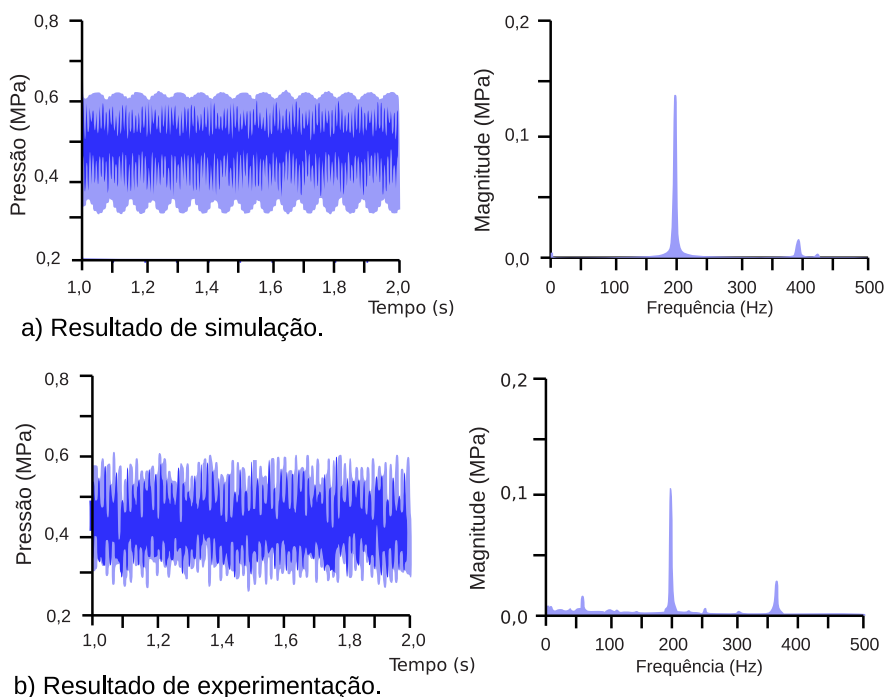 0,8
0,6
0,4
0,2
Pressão (MPa)
1,0 1,2 1,4 1,6 1,8 2,0
Tempo (s)
0,2
0,1
0,0
Magnitude (MPa)
0 100 200 300 400 500
Frequência (Hz)
a) Resultado de simulação.
0,8
0,6
0,4
0,2
Pressão (MPa)
1,0 1,2 1,4 1,6 1,8 2,0
Tempo (s)
0,2
0,1
0,0
Magnitude (MPa)
0 100 200 300 400 500
Frequência (Hz)
b) Resultado de experimentação.